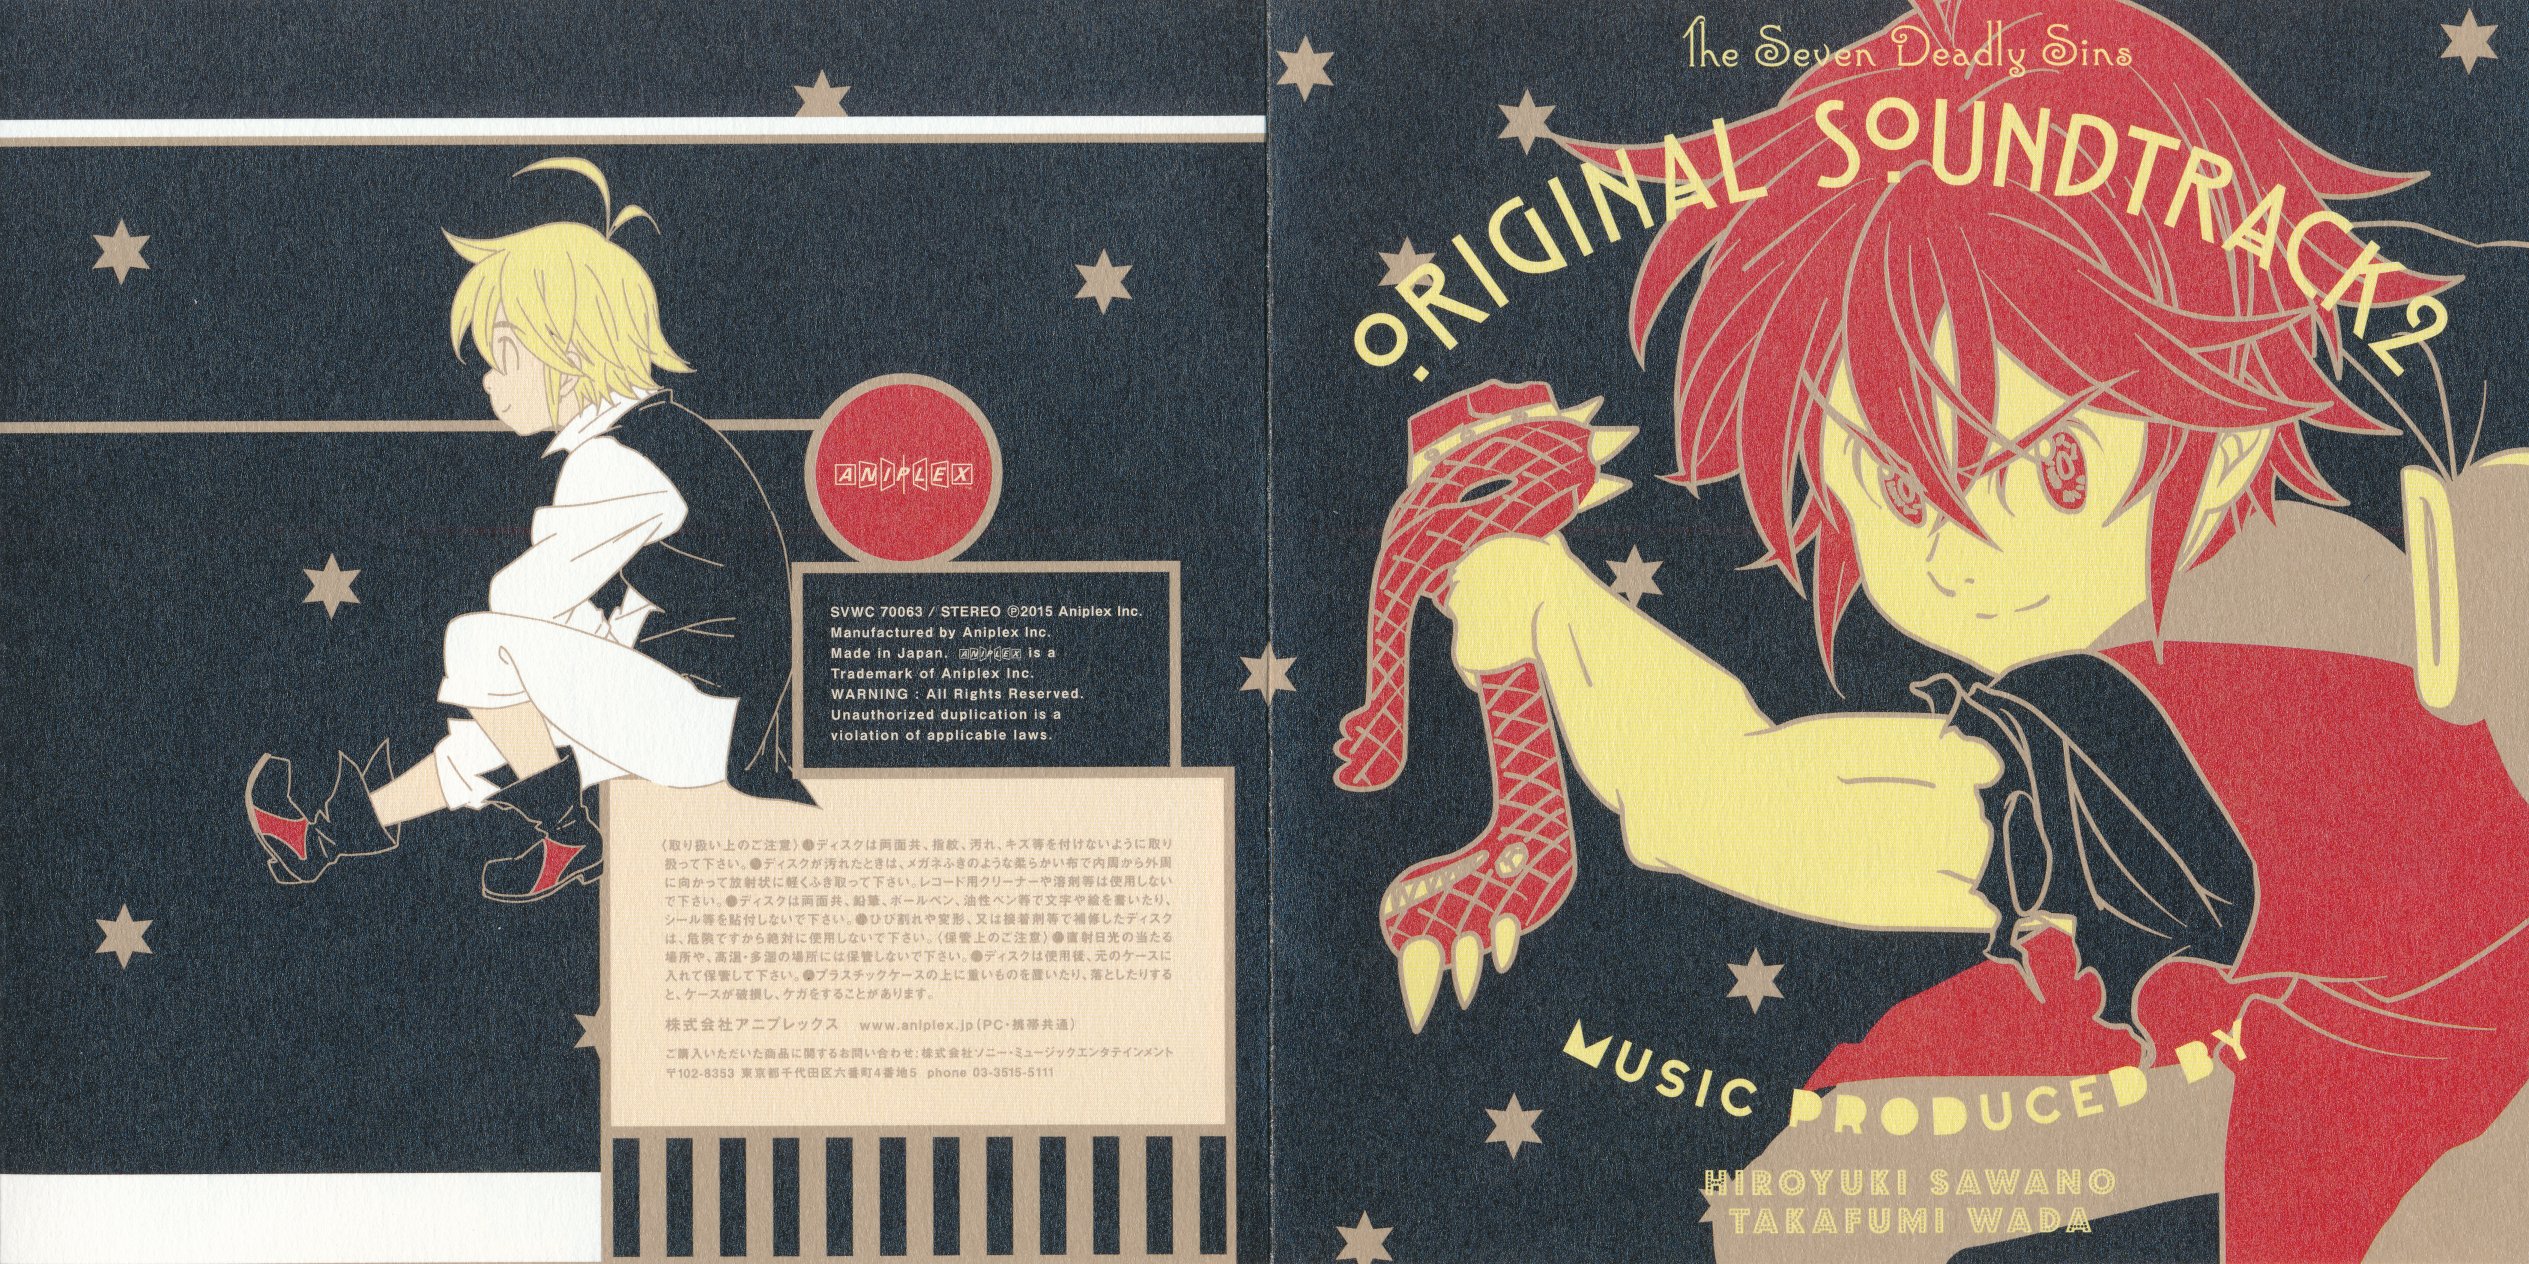 ANIPLEX
SVWC 70063 / STEREO Ⓟ2015 Aniplex Inc.
Manufactured by Aniplex Inc.
Made in Japan. ANIPLEX is a
Trademark of Aniplex Inc.
WARNING : All Rights Reserved.
Unauthorized duplication is a
violation of applicable laws.
〈取り扱い上のご注意〉●ディスクは両面共、指紋、汚れ、キズ等を付けないように取り
扱って下さい。●ディスクが汚れたときは、メガネふきのような柔らかい布で内周から外周
に向かって放射状に軽くふき取って下さい。レコード用クリーナーや溶剤等は使用しない
で下さい。●ディスクは両面共、鉛筆、ボールペン、油性ペン等で文字や絵を書いたり、
シール等を貼付しないで下さい。●ひび割れや変形、又は接着剤等で補修したディスク
は、危険ですから絶対に使用しないで下さい。〈保管上のご注意〉●直射日光の当たる
場所や、高温・多湿の場所には保管しないで下さい。●ディスクは使用後、元のケースに
入れて保管して下さい。●プラスチックケースの上に重いものを置いたり、落としたりする
と、ケースが破損し、ケガをすることがあります。
株式会社アニプレックス www.aniplex.jp(PC・携帯共通)
ご購入いただいた商品に関するお問い合わせ:株式会社ソニー・ミュージックエンタテインメント
〒102-8353 東京都千代田区六番町4番地5 phone 03-3515-5111
The Seven Deadly Sins
ORIGINAL SOUNDTRACK 2
MUSIC PRODUCED BY
HIROYUKI SAWANO
TAKAFUMI WADA